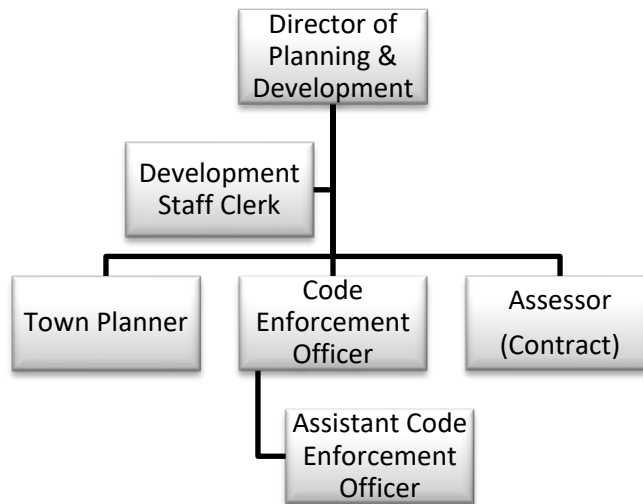 Director of
Planning &
Development
Development
Staff Clerk
Town Planner
Code
Enforcement
Officer
Assessor
(Contract)
Assistant Code
Enforcement
Officer